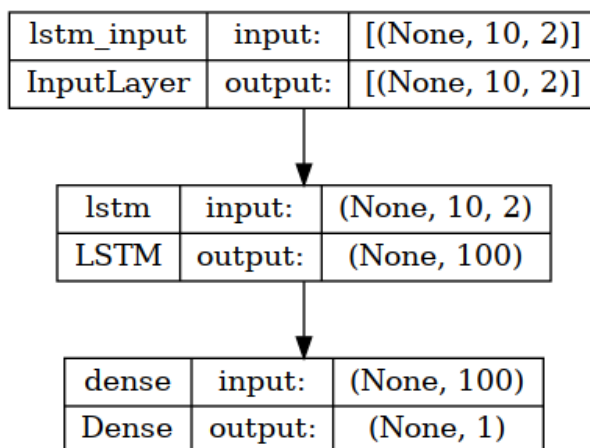 lstm_input input: [(None, 10, 2)]
InputLayer output: [(None, 10, 2)]
lstm input: (None, 10, 2)
LSTM output: (None, 100)
dense input: (None, 100)
Dense output: (None, 1)